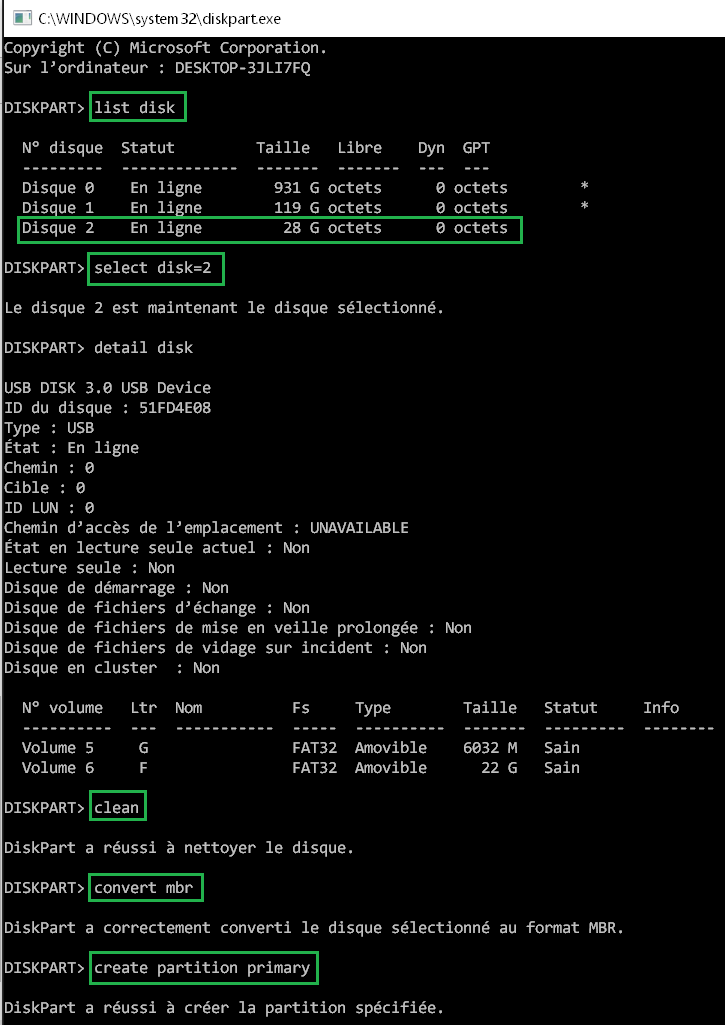 C:\WINDOWS\system32\diskpart.exe
Copyright (C) Microsoft Corporation.
Sur l’ordinateur : DESKTOP-3JLI7FQ
DISKPART> list disk
N° disque  Statut         Taille   Libre    Dyn  GPT
---------  -------------  -------  -------  ---  ---
Disque 0    En ligne        931 G octets      0 octets        *
Disque 1    En ligne        119 G octets      0 octets        *
Disque 2    En ligne         28 G octets      0 octets
DISKPART> select disk=2
Le disque 2 est maintenant le disque sélectionné.
DISKPART> detail disk
USB DISK 3.0 USB Device
ID du disque : 51FD4E08
Type : USB
État : En ligne
Chemin : 0
Cible : 0
ID LUN : 0
Chemin d’accès de l’emplacement : UNAVAILABLE
État en lecture seule actuel : Non
Lecture seule : Non
Disque de démarrage : Non
Disque de fichiers d’échange : Non
Disque de fichiers de mise en veille prolongée : Non
Disque de fichiers de vidage sur incident : Non
Disque en cluster  : Non
N° volume   Ltr  Nom          Fs     Type        Taille   Statut     Info
----------  ---  -----------  -----  ----------  -------  ---------  --------
Volume 5     G                FAT32  Amovible    6032 M   Sain
Volume 6     F                FAT32  Amovible      22 G   Sain
DISKPART> clean
DiskPart a réussi à nettoyer le disque.
DISKPART> convert mbr
DiskPart a correctement converti le disque sélectionné au format MBR.
DISKPART> create partition primary
DiskPart a réussi à créer la partition spécifiée.